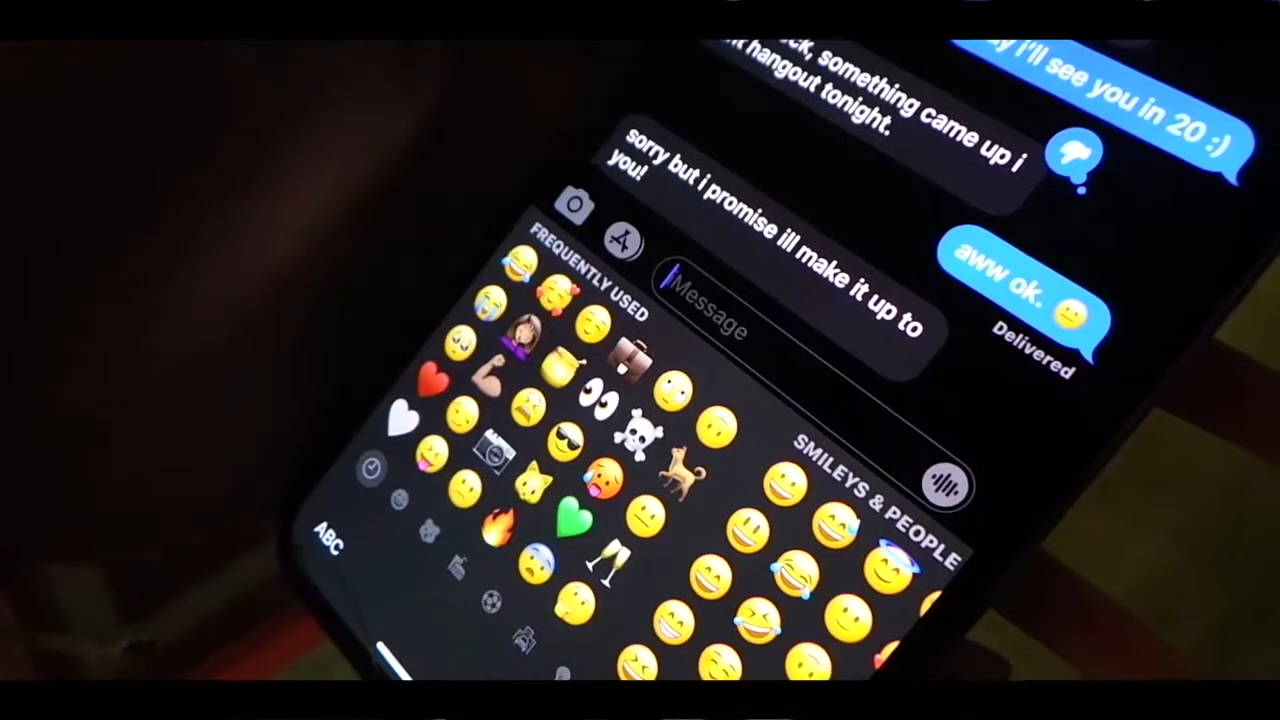 I'll see you in 20 :)
something came up i
hangout tonight.
sorry but i promise ill make it up to
you!
aww ok. 😐
Delivered
iMessage
FREQUENTLY USED
SMILEYS & PEOPLE
ABC